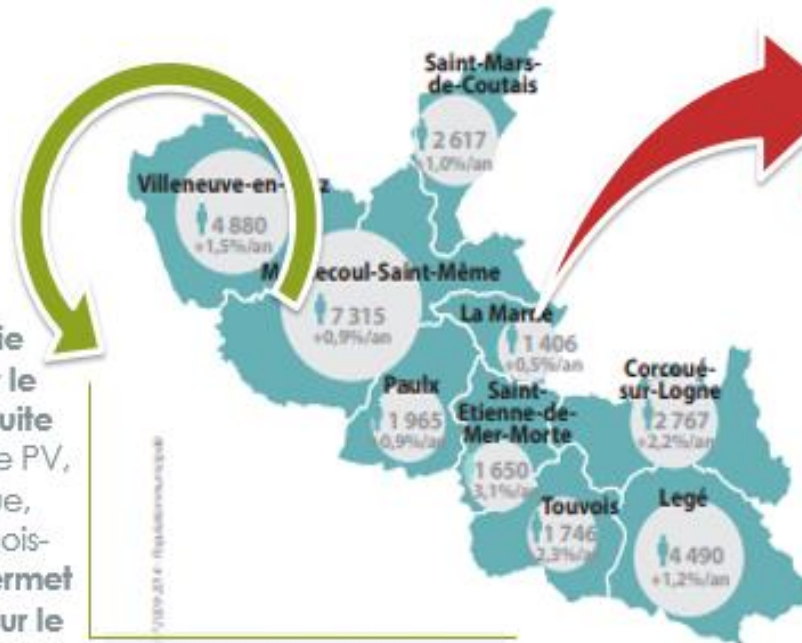 Saint-Mars-
de-Coutais
2 617
+1,0%/an
Villeneuve-en-
4 880
+1,5%/an
ecoul-Saint-Même
7 315
+0,9%/an
La Marne
1 406
+0,5%/an
Paulx
1 965
0,9%/a
Saint-
Etienne-de-
Mer-Morte
1 650
3,1%/a
Corcoué-
sur-Logne
2 767
+2,2%/an
Touvois
1 746
2,3%/a
Legé
4 490
+1,2%/an
ie
le
uite
e PV,
ue,
ois-
ermet
ur le